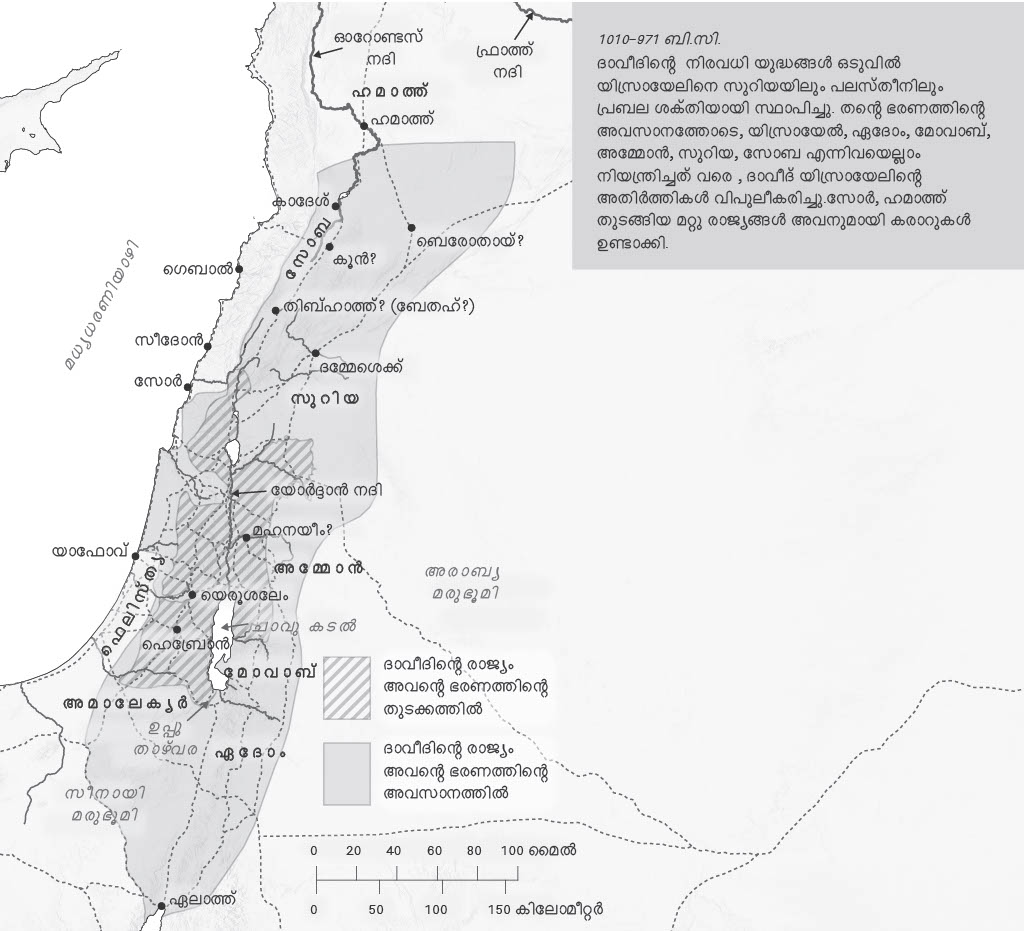 1010–971 ബി.സി.
ദാവീദിന്റെ നിരവധി യുദ്ധങ്ങൾ ഒടുവിൽ
യിസ്രായേലിനെ സുറിയയിലും പലസ്തീനിലും
പ്രബല ശക്തിയായി സ്ഥാപിച്ചു. തന്റെ ഭരണത്തിന്റെ
അവസാനത്തോടെ, യിസ്രായേൽ, ഏദോം, മോവാബ്,
അമ്മോൻ, സുറിയ, സോബ എന്നിവയെല്ലാം
നിയന്ത്രിച്ചത് വരെ , ദാവീദ് യിസ്രായേലിന്റെ
അതിർത്തികൾ വിപുലീകരിച്ചു.സോർ, ഹമാത്ത്
തുടങ്ങിയ മറ്റു രാജ്യങ്ങൾ അവനുമായി കരാറുകൾ
ഉണ്ടാക്കി.
ഓറോണ്ടസ്
നദി
ഫ്രാത്ത്
നദി
ഹമാത്ത്
ഹമാത്ത്
കാദേശ്
സോബ
ബെരോതായ്?
കൂൻ?
ഗെബാൽ
മധ്യധരണിയാഴി
തിബ്ഹാത്ത്? (ബേതഹ്?)
സീദോൻ
ദമ്മേശെക്ക്
സോർ
സുറിയ
യോർദ്ദാൻ നദി
മഹനയീം?
യാഫോവ്
അമ്മോൻ
അരാബ്യ
മരുഭൂമി
ഫെലിസ്ത്യ
യെരൂശലേം
ചാവു കടൽ
ഹെബ്രോൻ
മോവാബ്
അമാലേക്യർ
ഉപ്പു
താഴ്വര
ഏദോം
സീനായി
മരുഭൂമി
ഏലാത്ത്
ദാവീദിന്റെ രാജ്യം
അവന്റെ ഭരണത്തിന്റെ
തുടക്കത്തിൽ
ദാവീദിന്റെ രാജ്യം
അവന്റെ ഭരണത്തിന്റെ
അവസാനത്തിൽ
0 20 40 60 80 100 മൈൽ
0 50 100 150 കിലോമീറ്റർ